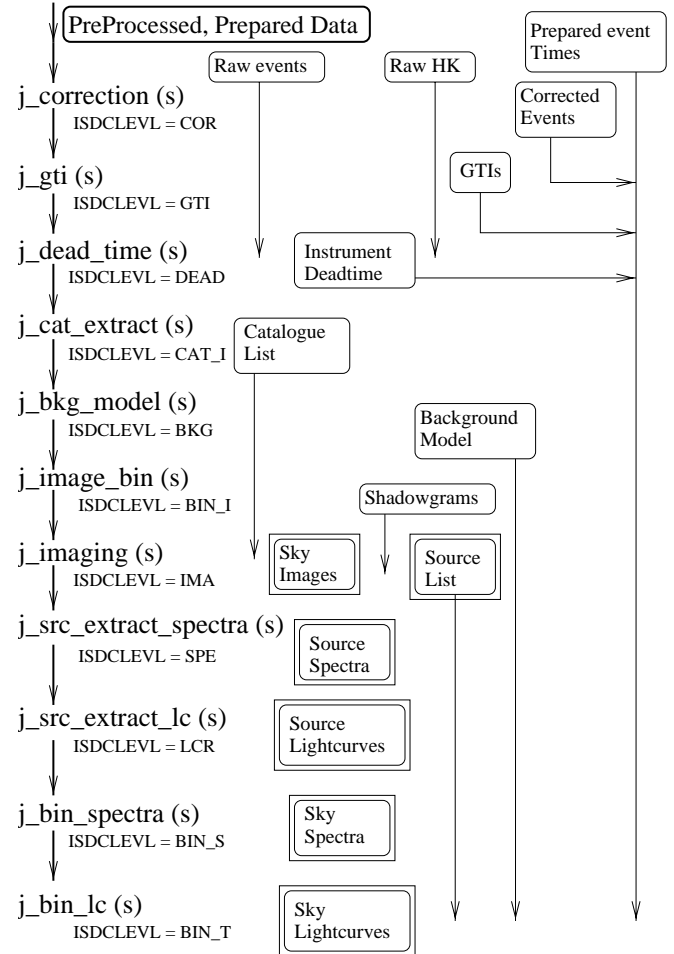 PreProcessed, Prepared Data
Prepared event
Times
Raw events
Raw HK
j_correction (s)
ISDCLEVL = COR
Corrected
Events
j_gti (s)
ISDCLEVL = GTI
GTIs
j_dead_time (s)
ISDCLEVL = DEAD
Instrument
Deadtime
j_cat_extract (s)
ISDCLEVL = CAT_I
Catalogue
List
j_bkg_model (s)
ISDCLEVL = BKG
Background
Model
j_image_bin (s)
ISDCLEVL = BIN_I
Shadowgrams
j_imaging (s)
ISDCLEVL = IMA
Sky
Images
Source
List
j_src_extract_spectra (s)
ISDCLEVL = SPE
Source
Spectra
j_src_extract_lc (s)
ISDCLEVL = LCR
Source
Lightcurves
j_bin_spectra (s)
ISDCLEVL = BIN_S
Sky
Spectra
j_bin_lc (s)
ISDCLEVL = BIN_T
Sky
Lightcurves